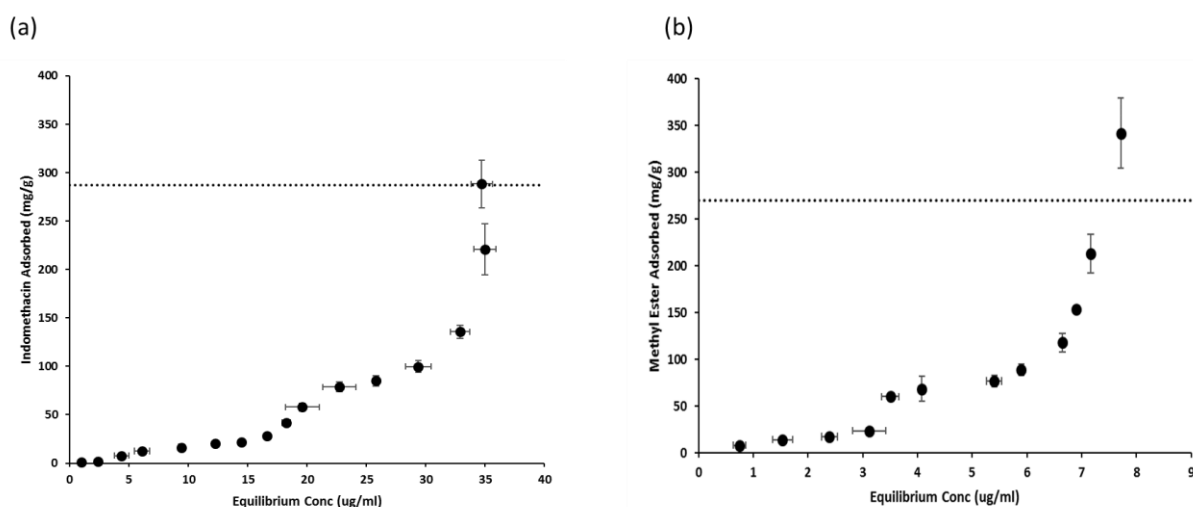 (a)
(b)
400
350
300
250
200
150
100
50
0
Indomethacin Adsorbed (mg/g)
0 5 10 15 20 25 30 35 40
Equilibrium Conc (ug/ml)
400
350
300
250
200
150
100
50
0
Methyl Ester Adsorbed (mg/g)
0 1 2 3 4 5 6 7 8 9
Equilibrium Conc (ug/ml)